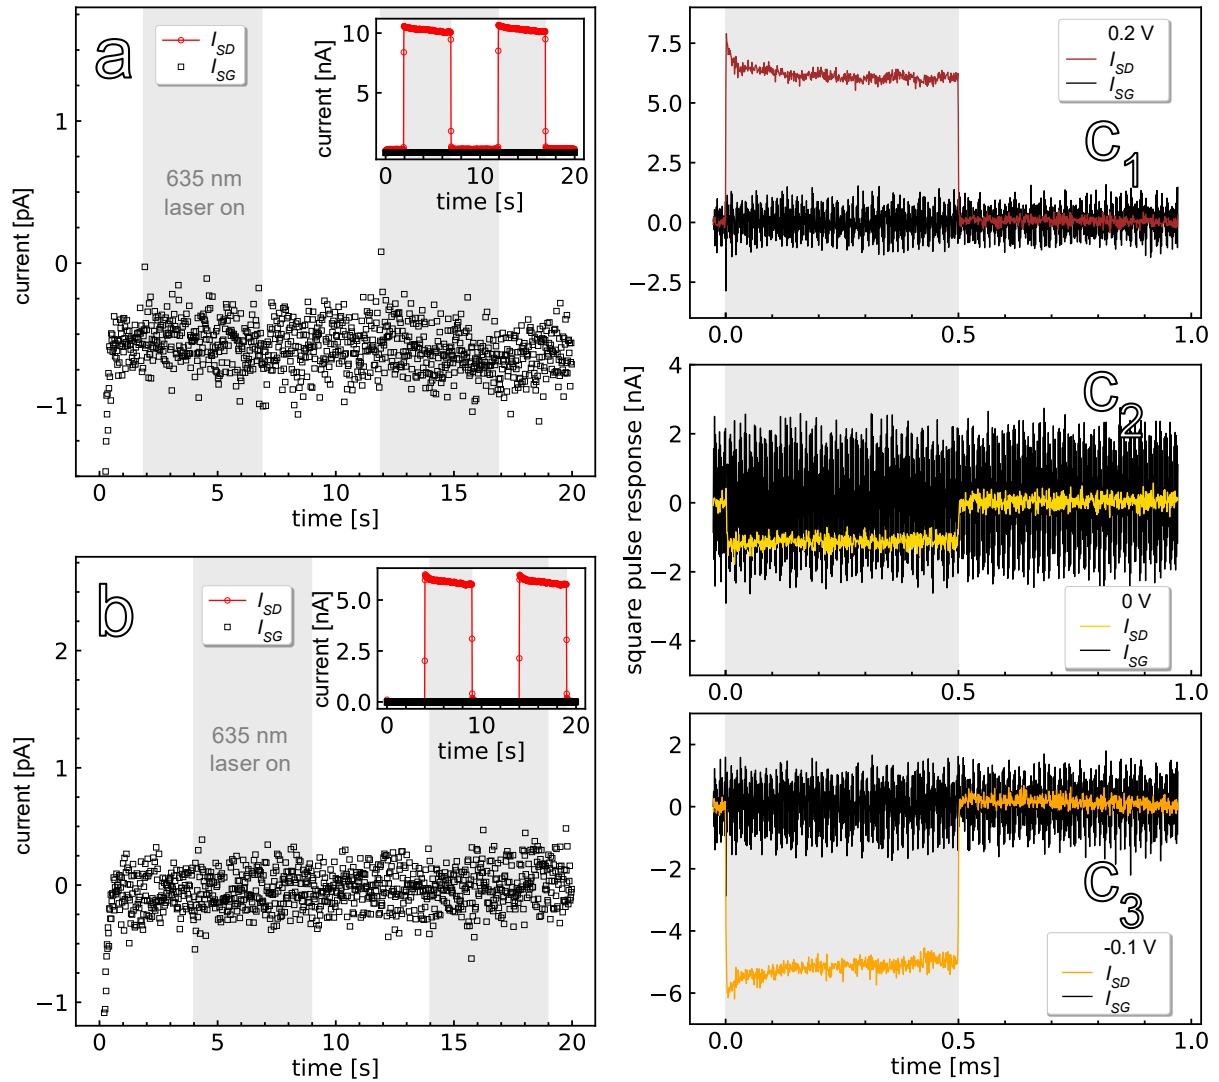 a
I_SD
I_SG
current [nA]
10
5
0
0
10
20
time [s]
635 nm
laser on
current [pA]
1
0
−1
0
5
10
15
20
time [s]
b
I_SD
I_SG
current [nA]
5.0
2.5
0.0
0
10
20
time [s]
635 nm
laser on
current [pA]
2
1
0
−1
0
5
10
15
20
time [s]
7.5
5.0
2.5
0.0
−2.5
0.2 V
I_SD
I_SG
C_1
0.0
0.5
1.0
square pulse response [nA]
4
2
0
−2
−4
C_2
0 V
I_SD
I_SG
0.0
0.5
1.0
2
0
−2
−4
−6
C_3
-0.1 V
I_SD
I_SG
0.0
0.5
1.0
time [ms]